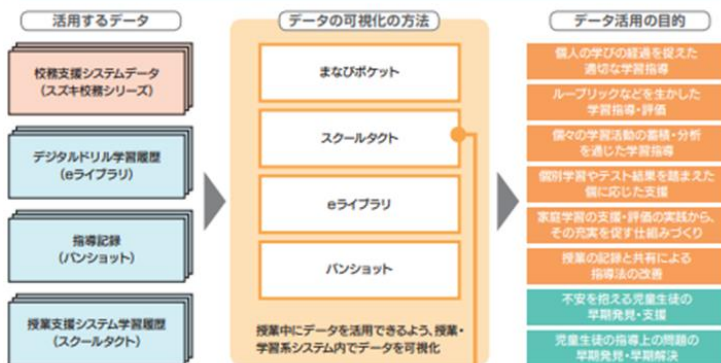 活用するデータ
校務支援システムデータ
(スズキ校務シリーズ)
デジタルドリル学習履歴
(eライブラリ)
指導記録
(パンショット)
授業支援システム学習履歴
(スクールタクト)
データの可視化の方法
まなびポケット
スクールタクト
eライブラリ
パンショット
授業中にデータを活用できるよう、授業・
学習系システム内でデータを可視化
データ活用の目的
個人の学びの経過を捉えた
適切な学習指導
ルーブリックなどを生かした
学習指導・評価
個々の学習活動の蓄積・分析
を通じた学習指導
個別学習やテスト結果を踏まえた
個に応じた支援
家庭学習の支援・評価の実践から、
その充実を促す仕組みづくり
授業の記録と共有による
指導法の改善
不安を抱える児童生徒の
早期発見・支援
児童生徒の指導上の問題の
早期発見・早期解決